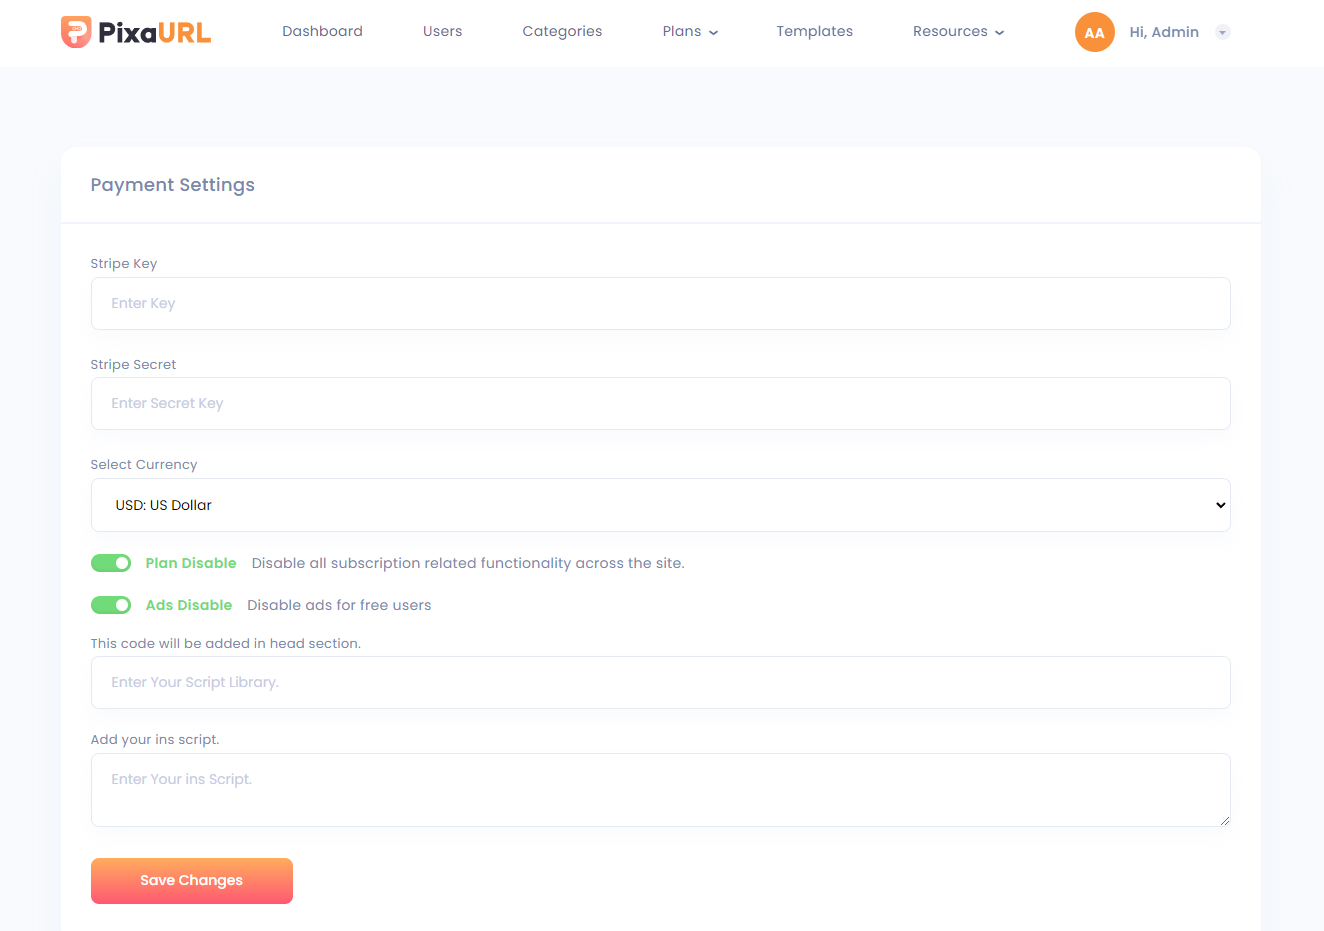 PixaURL Dashboard Users Categories Plans Templates Resources AA Hi, Admin
Payment Settings
Stripe Key
Enter Key
Stripe Secret
Enter Secret Key
Select Currency
USD: US Dollar
Plan Disable Disable all subscription related functionality across the site.
Ads Disable Disable ads for free users
This code will be added in head section.
Enter Your Script Library.
Add your ins script.
Enter Your ins Script.
Save Changes